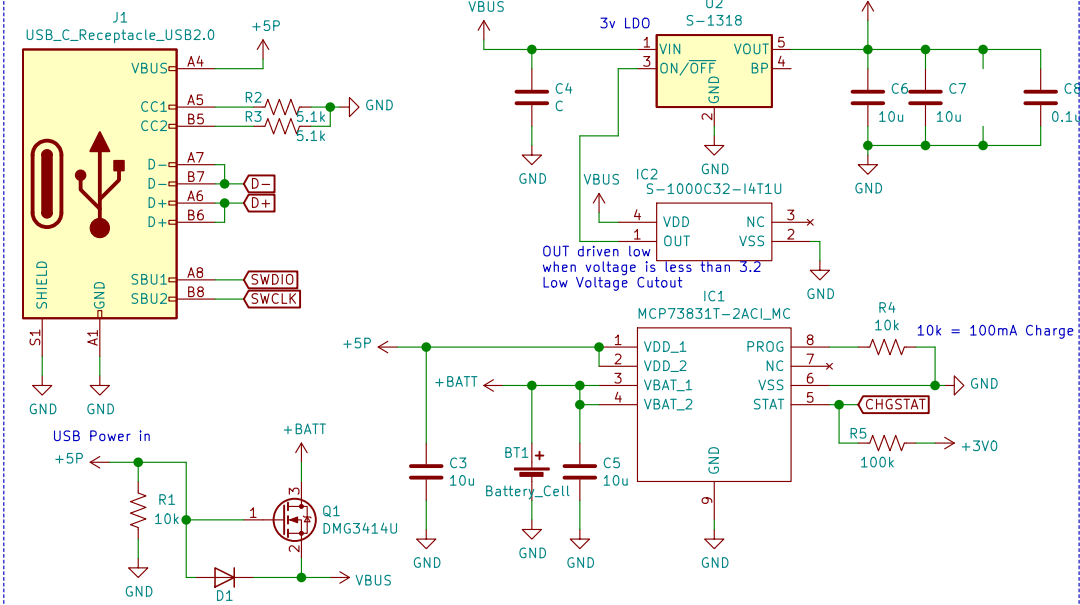 J1
USB_C_Receptacle_USB2.0
VBUS
A4
+5P
CC1
A5
R2
5.1k
GND
CC2
B5
R3
5.1k
D-
A7
D-
B7
D-
D+
A6
D+
D+
B6
SBU1
A8
SWDIO
SBU2
B8
SWCLK
SHIELD
GND
S1
A1
GND
GND
VBUS
3v LDO
U2
S-1318
1
VIN
VOUT
5
3
ON/OFF
BP
4
GND
2
GND
C4
C
GND
C6
10u
C7
10u
C8
0.1u
GND
IC2
S-1000C32-I4T1U
VBUS
4
VDD
NC
3
1
OUT
VSS
2
GND
OUT driven low
when voltage is less than 3.2
Low Voltage Cutout
IC1
MCP73831T-2ACI_MC
+5P
1
VDD_1
PROG
8
R4
10k
10k = 100mA Charge
2
VDD_2
NC
7
+BATT
3
VBAT_1
VSS
6
GND
4
VBAT_2
STAT
5
CHGSTAT
R5
100k
+3V0
GND
9
GND
C3
10u
GND
BT1
+
Battery_Cell
GND
C5
10u
GND
USB Power in
+5P
R1
10k
GND
+BATT
3
1
Q1
DMG3414U
2
D1
VBUS